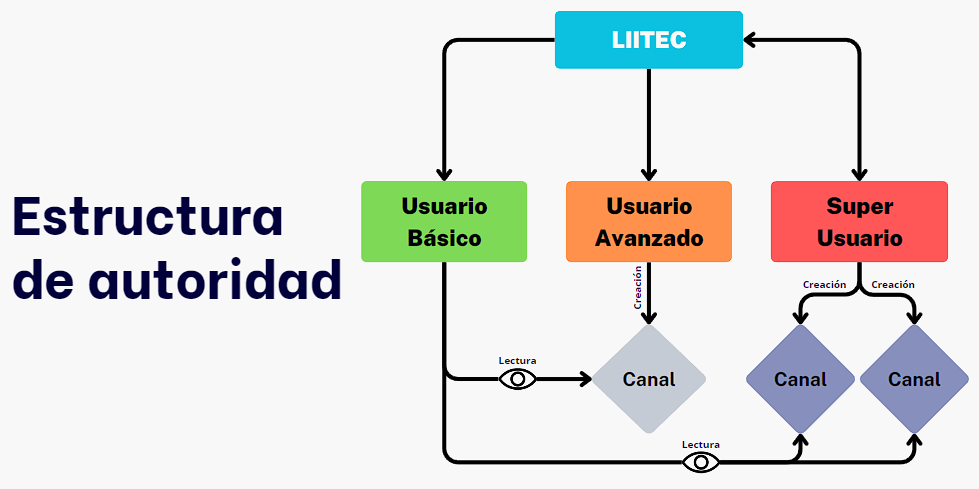 Estructura
de autoridad
LIITEC
Usuario
Básico
Usuario
Avanzado
Super
Usuario
Creación
Creación
Creación
Lectura
Canal
Canal
Canal
Lectura